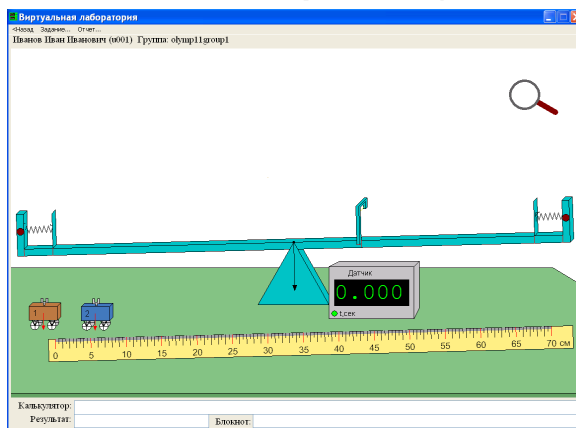 Виртуальная лаборатория
<Назад Задание... Отчет...
Иванов Иван Иванович (u001) Группа: olymp11group1
Датчик
0.000
t,сек
1 2
0 5 10 15 20 25 30 35 40 45 50 55 60 65 70 см
Калькулятор:
Результат: Блокнот: